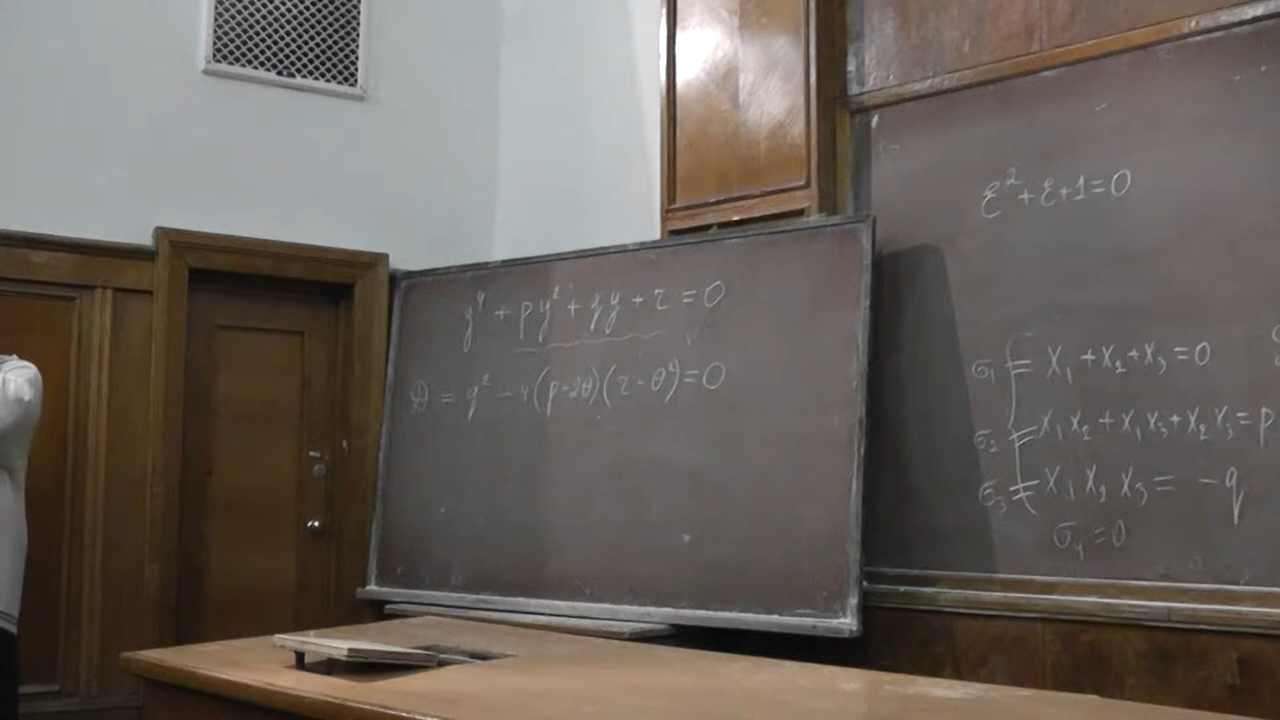 y⁴ + py² + qy + r = 0
D = q² - 4(p-2θ)(r-θ²)=0
ε²+ε+1=0
σ₁ = x₁+x₂+x₃=0
σ₂ = x₁x₂+x₁x₃+x₂x₃=p
σ₃ = x₁x₂x₃= -q
σ₄=0